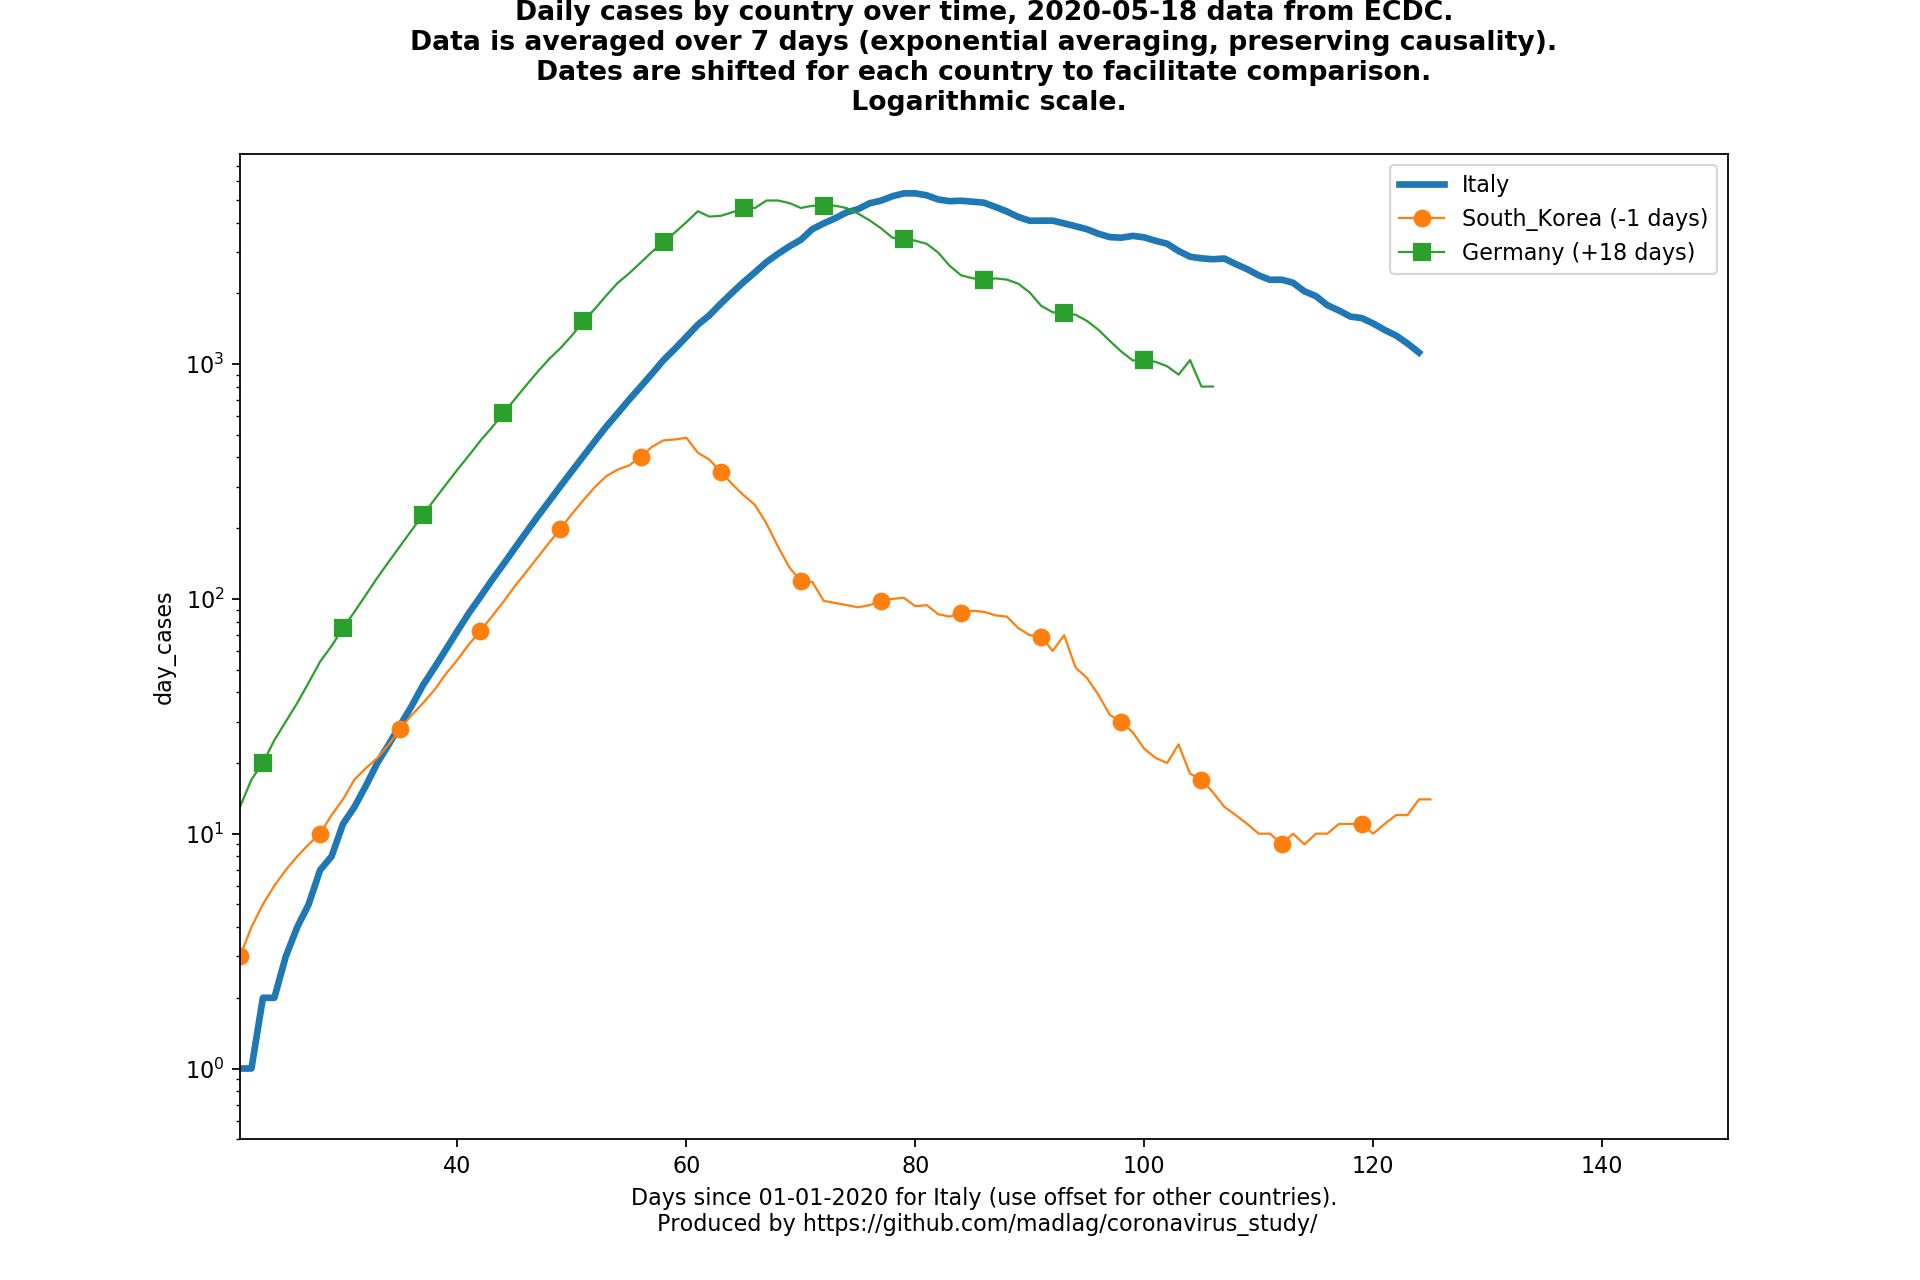 Daily cases by country over time, 2020-05-18 data from ECDC.
Data is averaged over 7 days (exponential averaging, preserving causality).
Dates are shifted for each country to facilitate comparison.
Logarithmic scale.
Italy
South_Korea (-1 days)
Germany (+18 days)
10³
10²
10¹
10⁰
day_cases
40 60 80 100 120 140
Days since 01-01-2020 for Italy (use offset for other countries).
Produced by https://github.com/madlag/coronavirus_study/